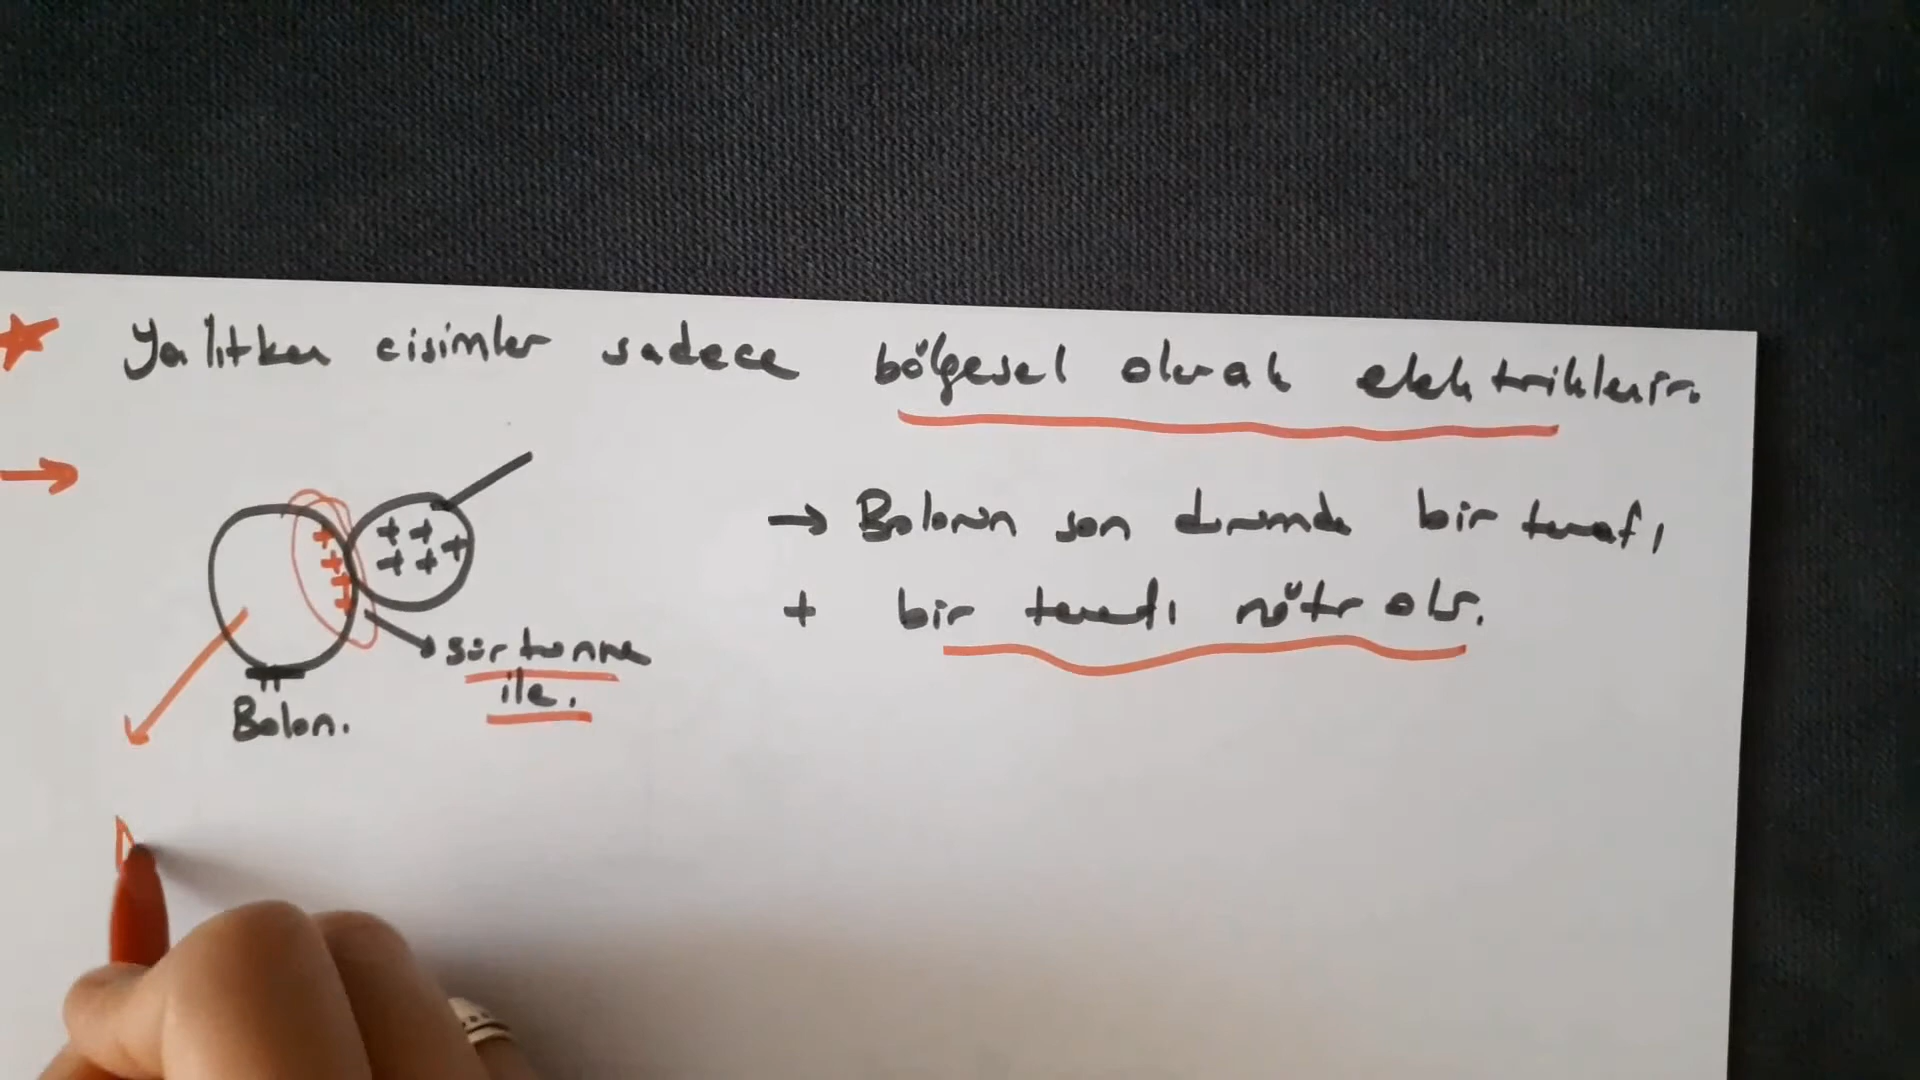 Yalıtkan cisimler sadece bölgesel olarak elektriklenir.
→ Balonun son durumda bir tarafı
+ bir tarafı nötr olur.
+ +
+ + +
+
+
+
+
sürtünme
ile.
Balon.